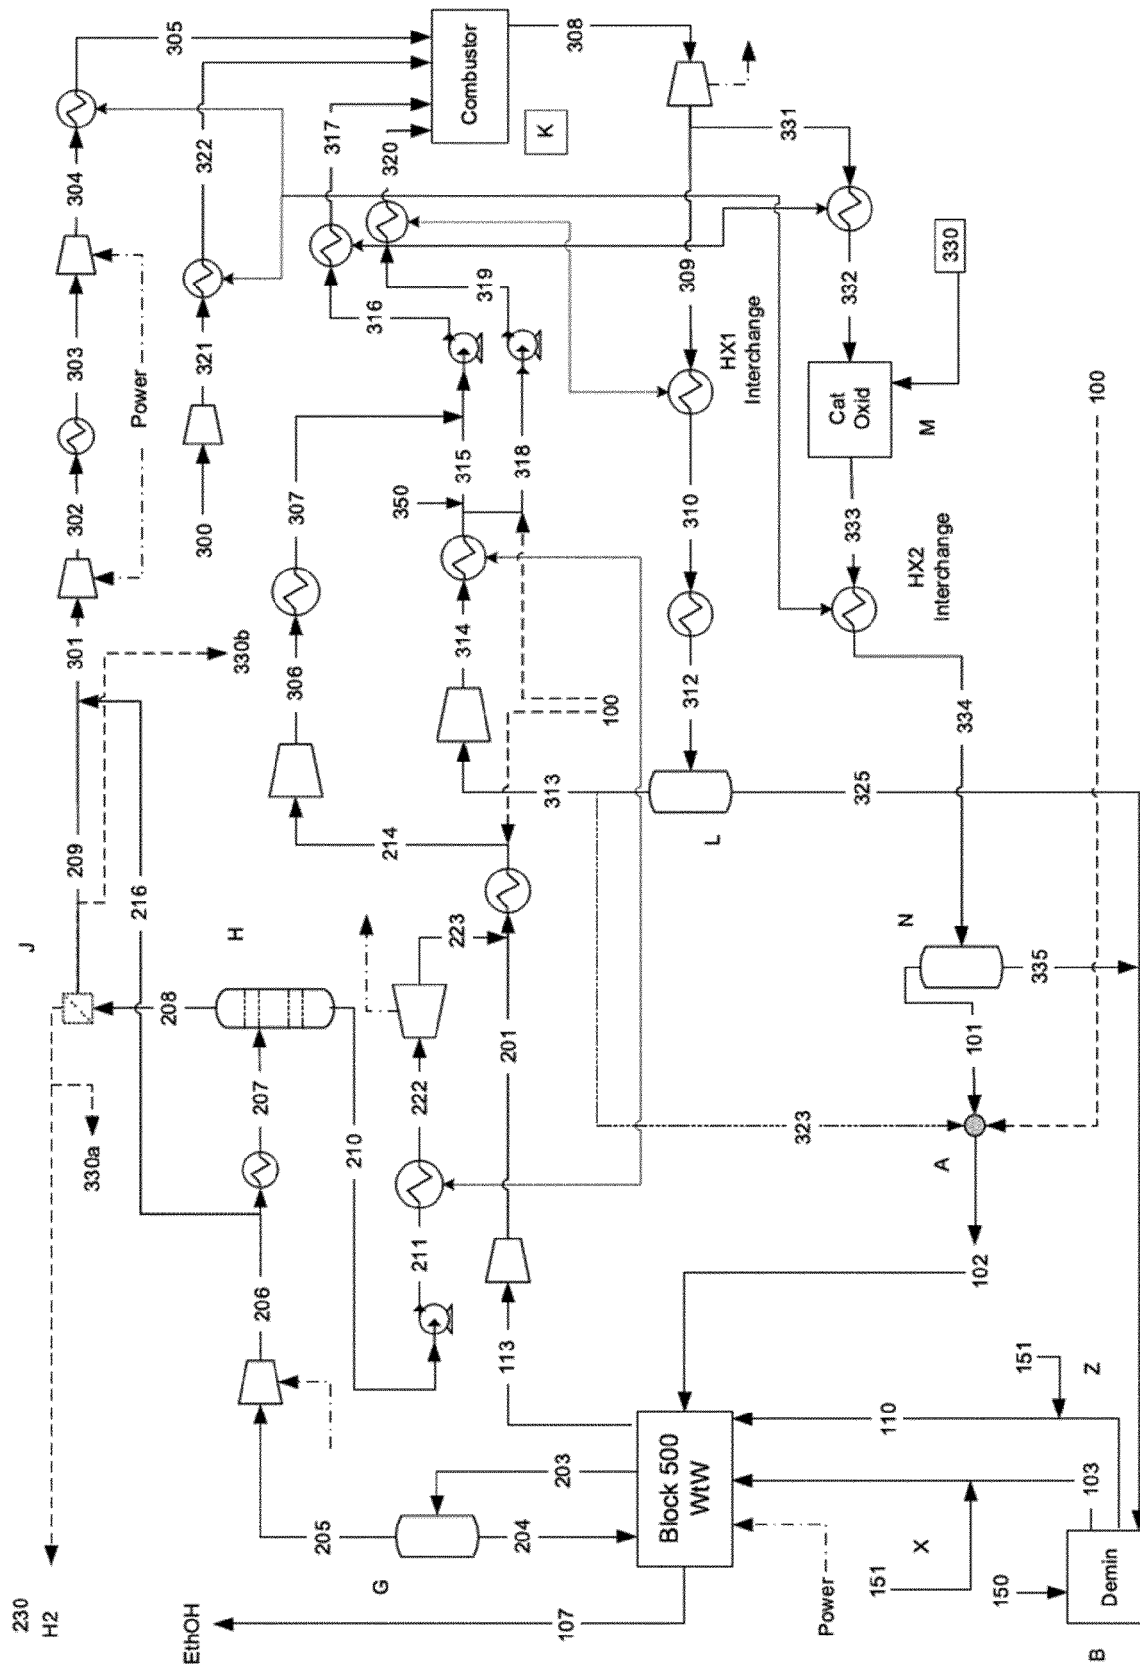 230
H2
EthOH
107
G
205
204
203
Block 500
WtW
Power
151
X
150
Demin
B
103
110
151
Z
102
A
101
N
335
334
323
100
113
201
211
222
223
210
206
207
H
208
330a
J
209
216
330b
301
302
303
304
305
Power
300
321
322
306
307
214
100
313
314
350
315
316
317
318
319
320
Combustor
K
308
309
HX1
Interchange
310
312
L
325
331
332
330
Cat
Oxid
M
333
HX2
Interchange
100